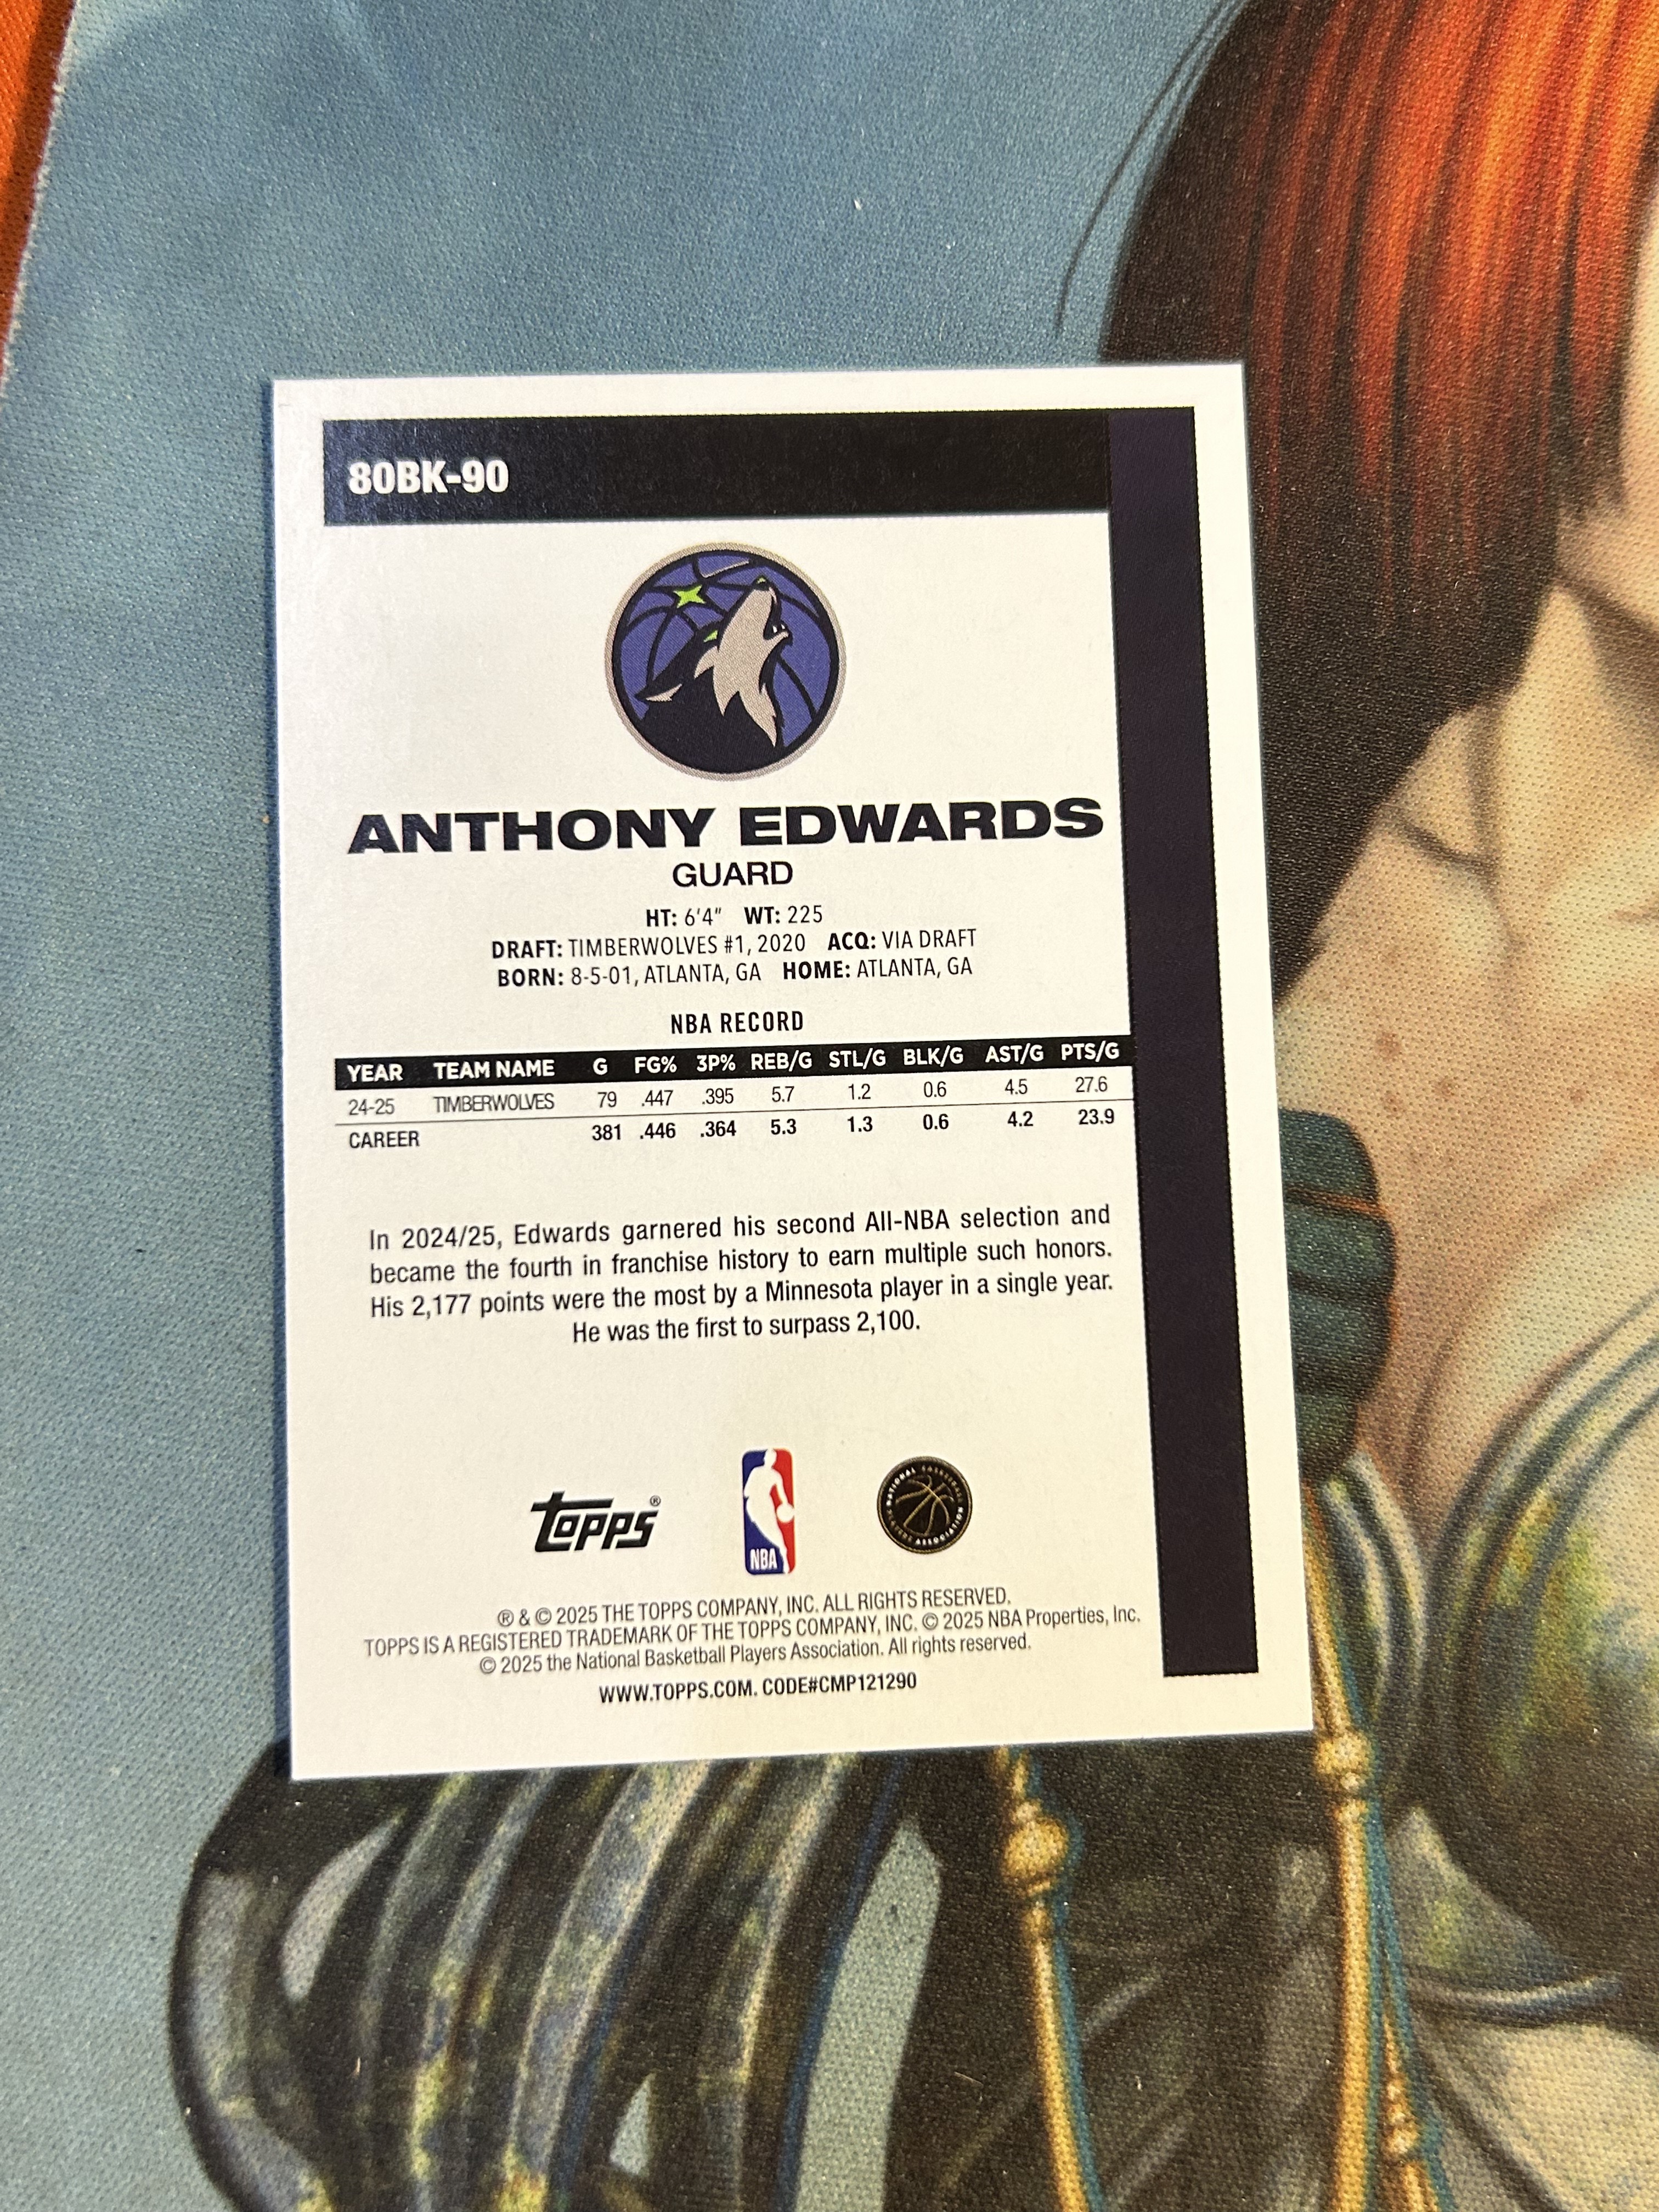 80BK-90
ANTHONY EDWARDS
GUARD
HT: 6'4" WT: 225
DRAFT: TIMBERWOLVES #1, 2020 ACQ: VIA DRAFT
BORN: 8-5-01, ATLANTA, GA HOME: ATLANTA, GA
NBA RECORD
YEAR TEAM NAME G FG% 3P% REB/G STL/G BLK/G AST/G PTS/G
24-25 TIMBERWOLVES 79 .447 .395 5.7 1.2 0.6 4.5 27.6
CAREER 381 .446 .364 5.3 1.3 0.6 4.2 23.9
In 2024/25, Edwards garnered his second All-NBA selection and
became the fourth in franchise history to earn multiple such honors.
His 2,177 points were the most by a Minnesota player in a single year.
He was the first to surpass 2,100.
Topps®
NBA
NATIONAL BASKETBALL PLAYERS ASSOCIATION
® & © 2025 THE TOPPS COMPANY, INC. ALL RIGHTS RESERVED.
TOPPS IS A REGISTERED TRADEMARK OF THE TOPPS COMPANY, INC. © 2025 NBA Properties, Inc.
© 2025 the National Basketball Players Association. All rights reserved.
WWW.TOPPS.COM. CODE#CMP121290